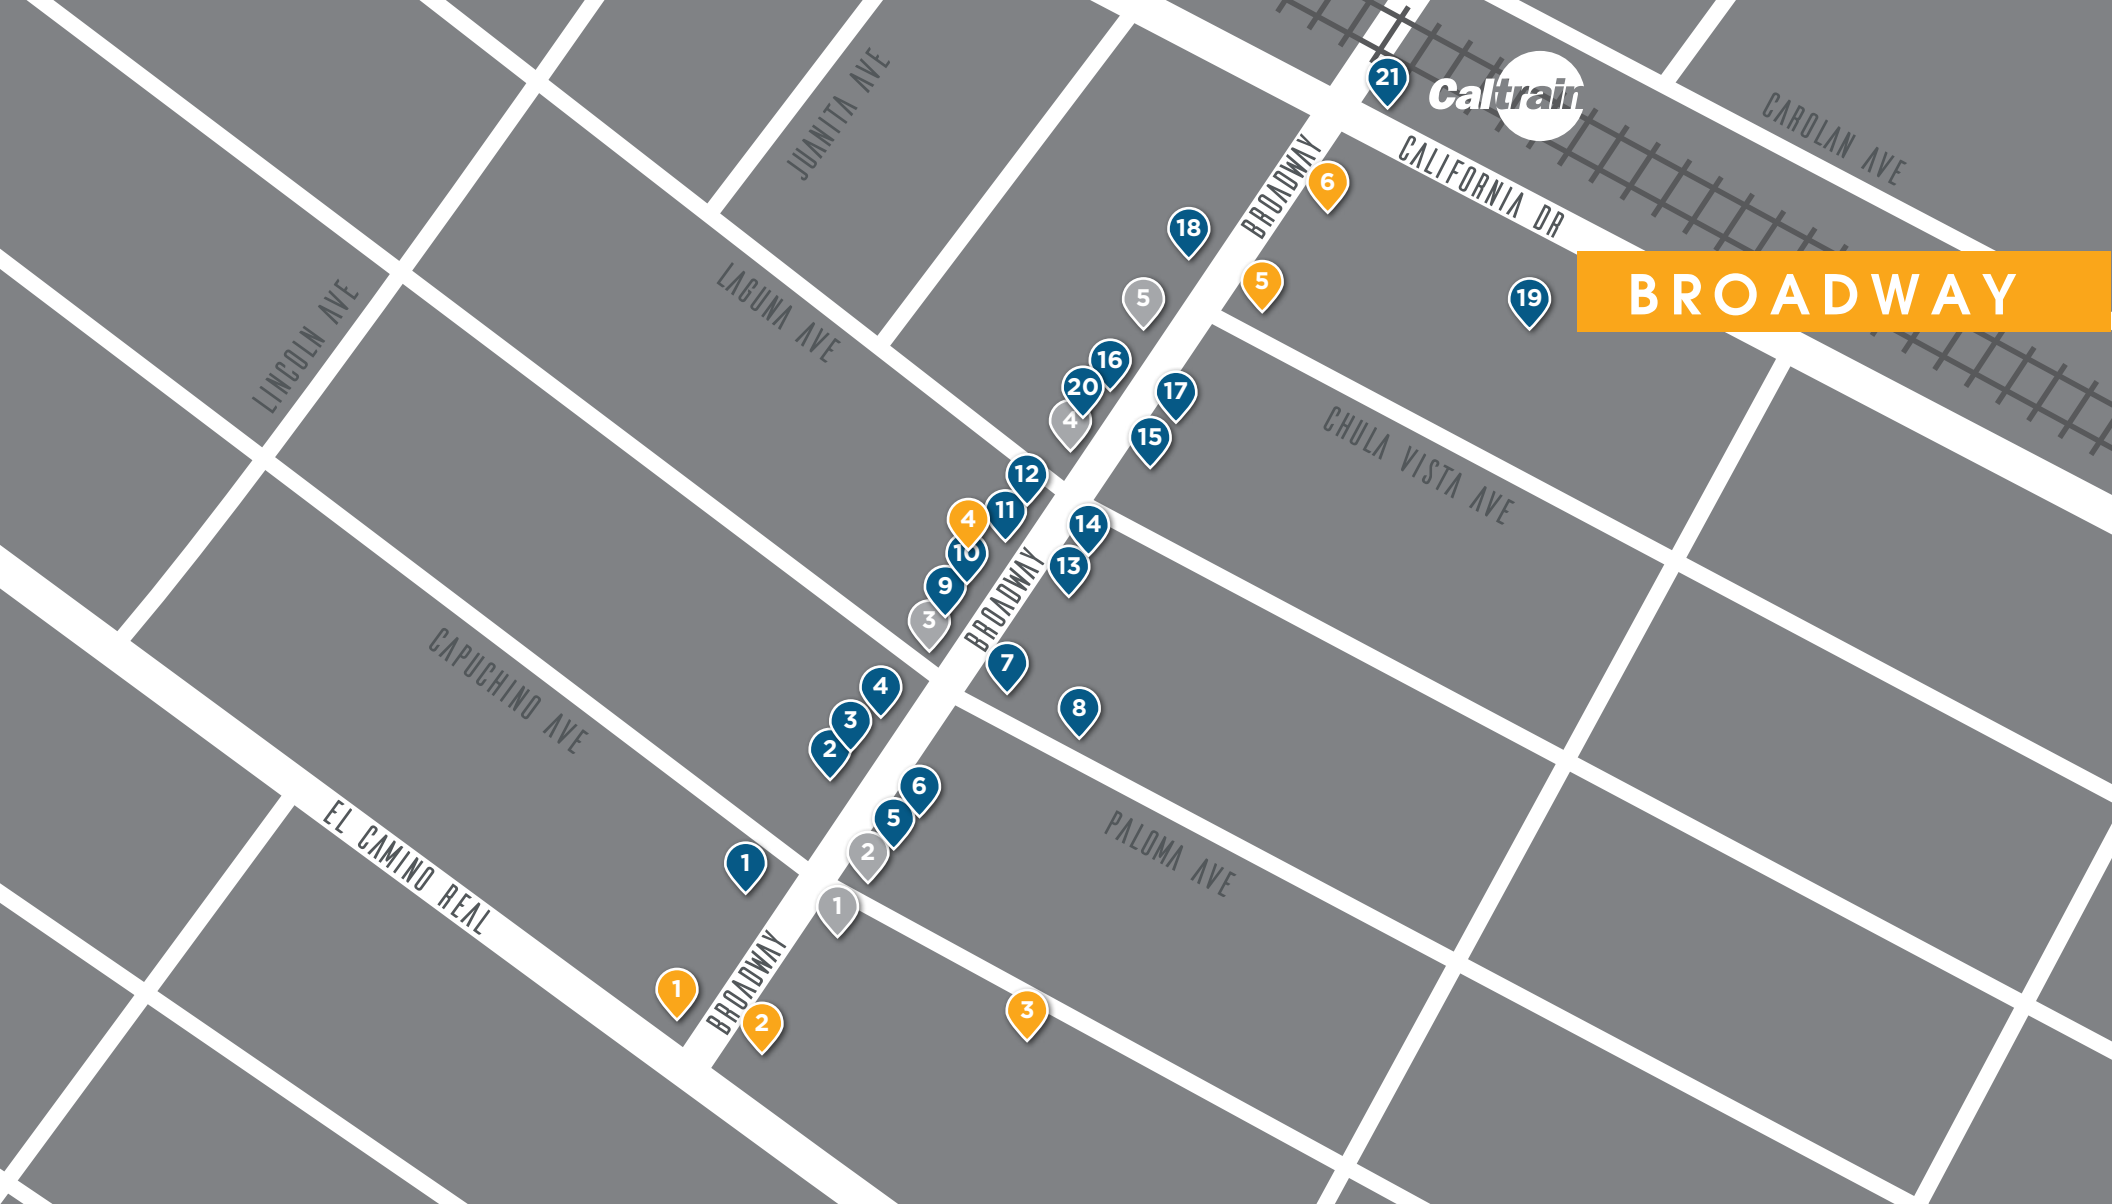 JUANITA AVE
21
Caltrain
CAROLAN AVE
CALIFORNIA DR
BROADWAY
6
18
5
5
19
BROADWAY
LINCOLN AVE
LAGUNA AVE
16
20
4
17
15
CHULA VISTA AVE
12
11
4
10
14
13
9
3
BROADWAY
7
8
4
3
2
CAPUCHINO AVE
6
5
2
1
1
PALOMA AVE
EL CAMINO REAL
BROADWAY
1
2
3